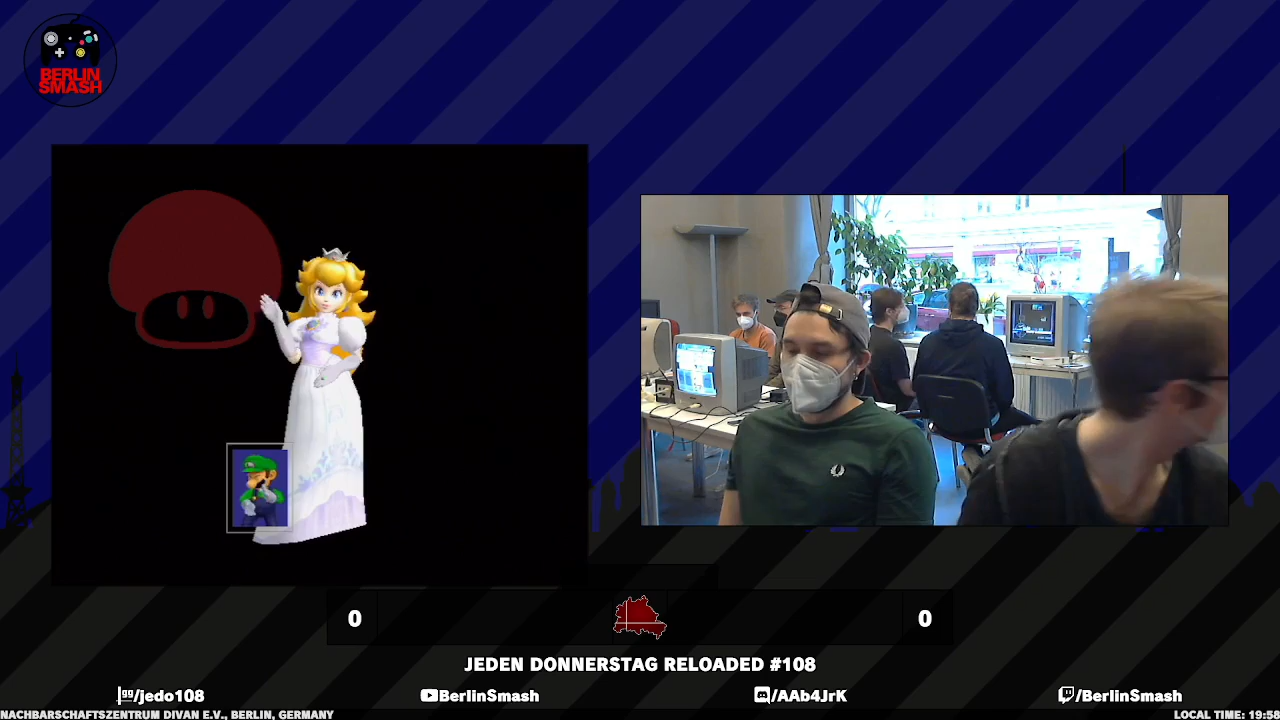 BERLIN
SMASH
0
0
JEDEN DONNERSTAG RELOADED #108
/jedo108
BerlinSmash
/AAb4JrK
/BerlinSmash
NACHBARSCHAFTSZENTRUM DIVAN E.V., BERLIN, GERMANY
LOCAL TIME: 19:58